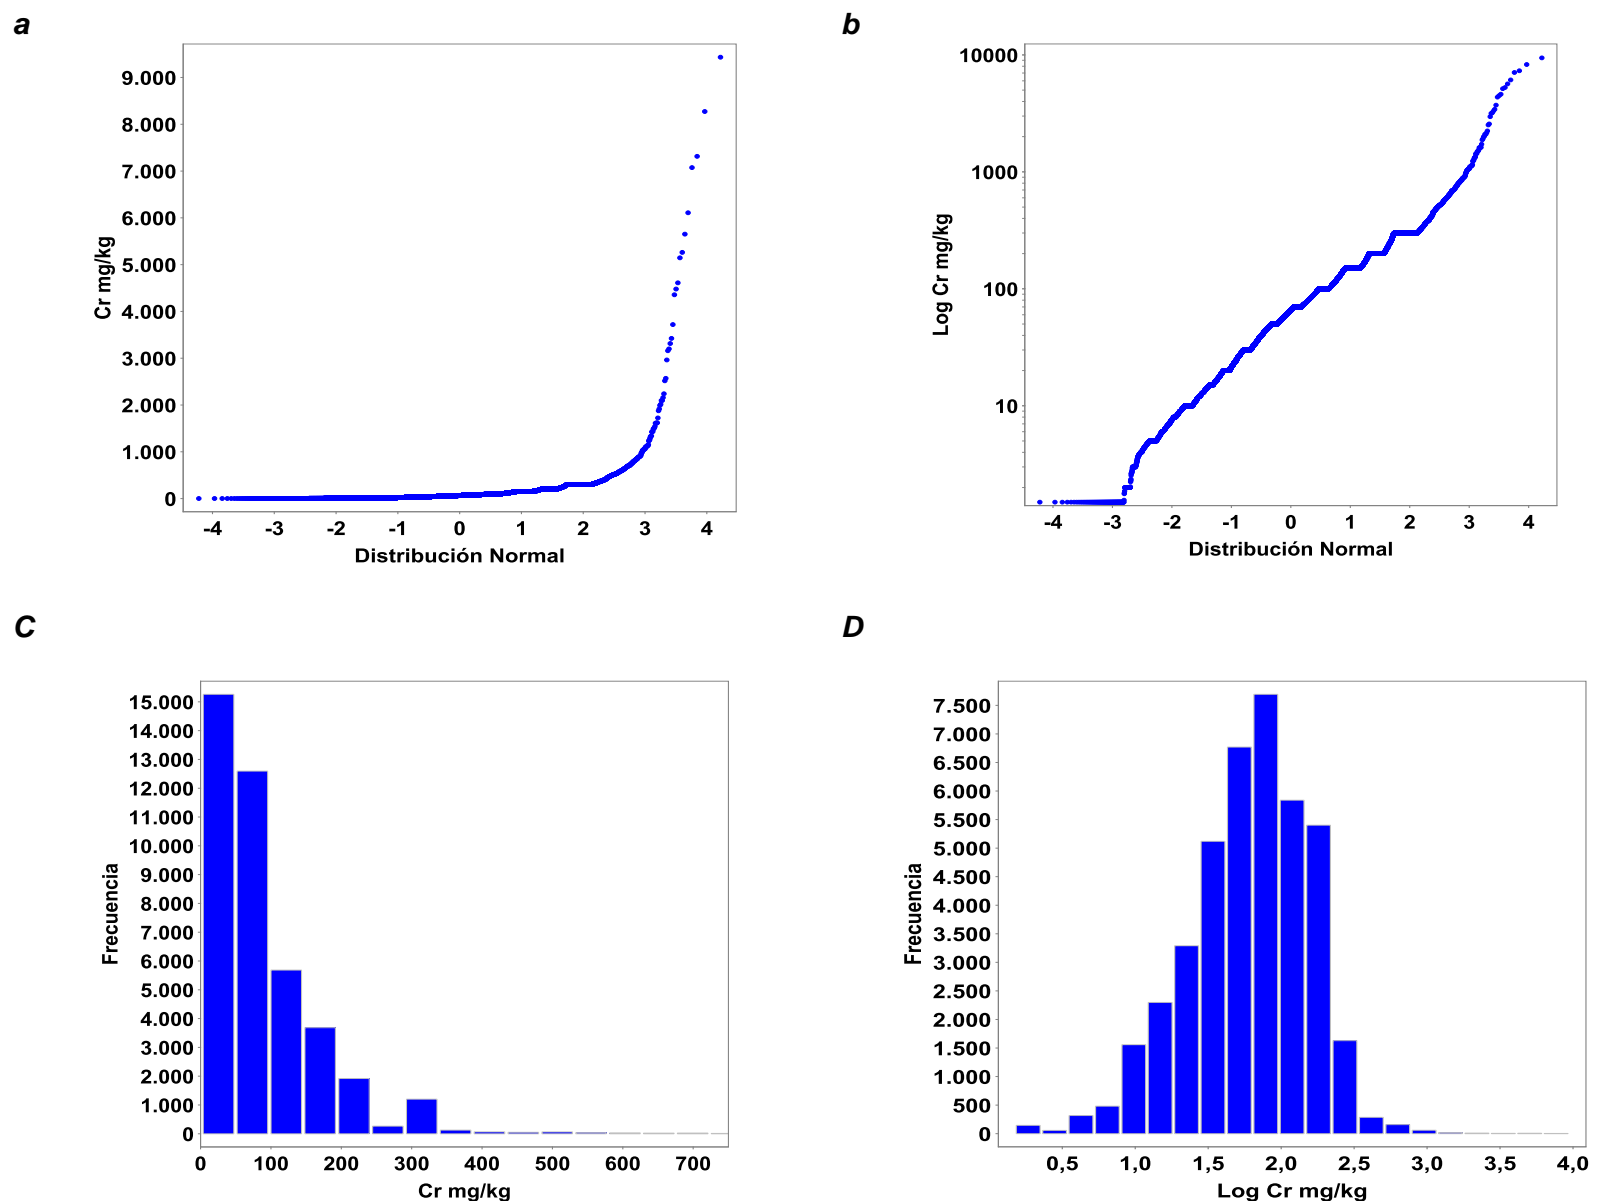 a
b
Cr mg/kg
9.000
8.000
7.000
6.000
5.000
4.000
3.000
2.000
1.000
0
-4 -3 -2 -1 0 1 2 3 4
Distribución Normal
Log Cr mg/kg
10000
1000
100
10
-4 -3 -2 -1 0 1 2 3 4
Distribución Normal
C
D
Frecuencia
15.000
14.000
13.000
12.000
11.000
10.000
9.000
8.000
7.000
6.000
5.000
4.000
3.000
2.000
1.000
0
0 100 200 300 400 500 600 700
Cr mg/kg
Frecuencia
7.500
7.000
6.500
6.000
5.500
5.000
4.500
4.000
3.500
3.000
2.500
2.000
1.500
1.000
500
0
0,5 1,0 1,5 2,0 2,5 3,0 3,5 4,0
Log Cr mg/kg